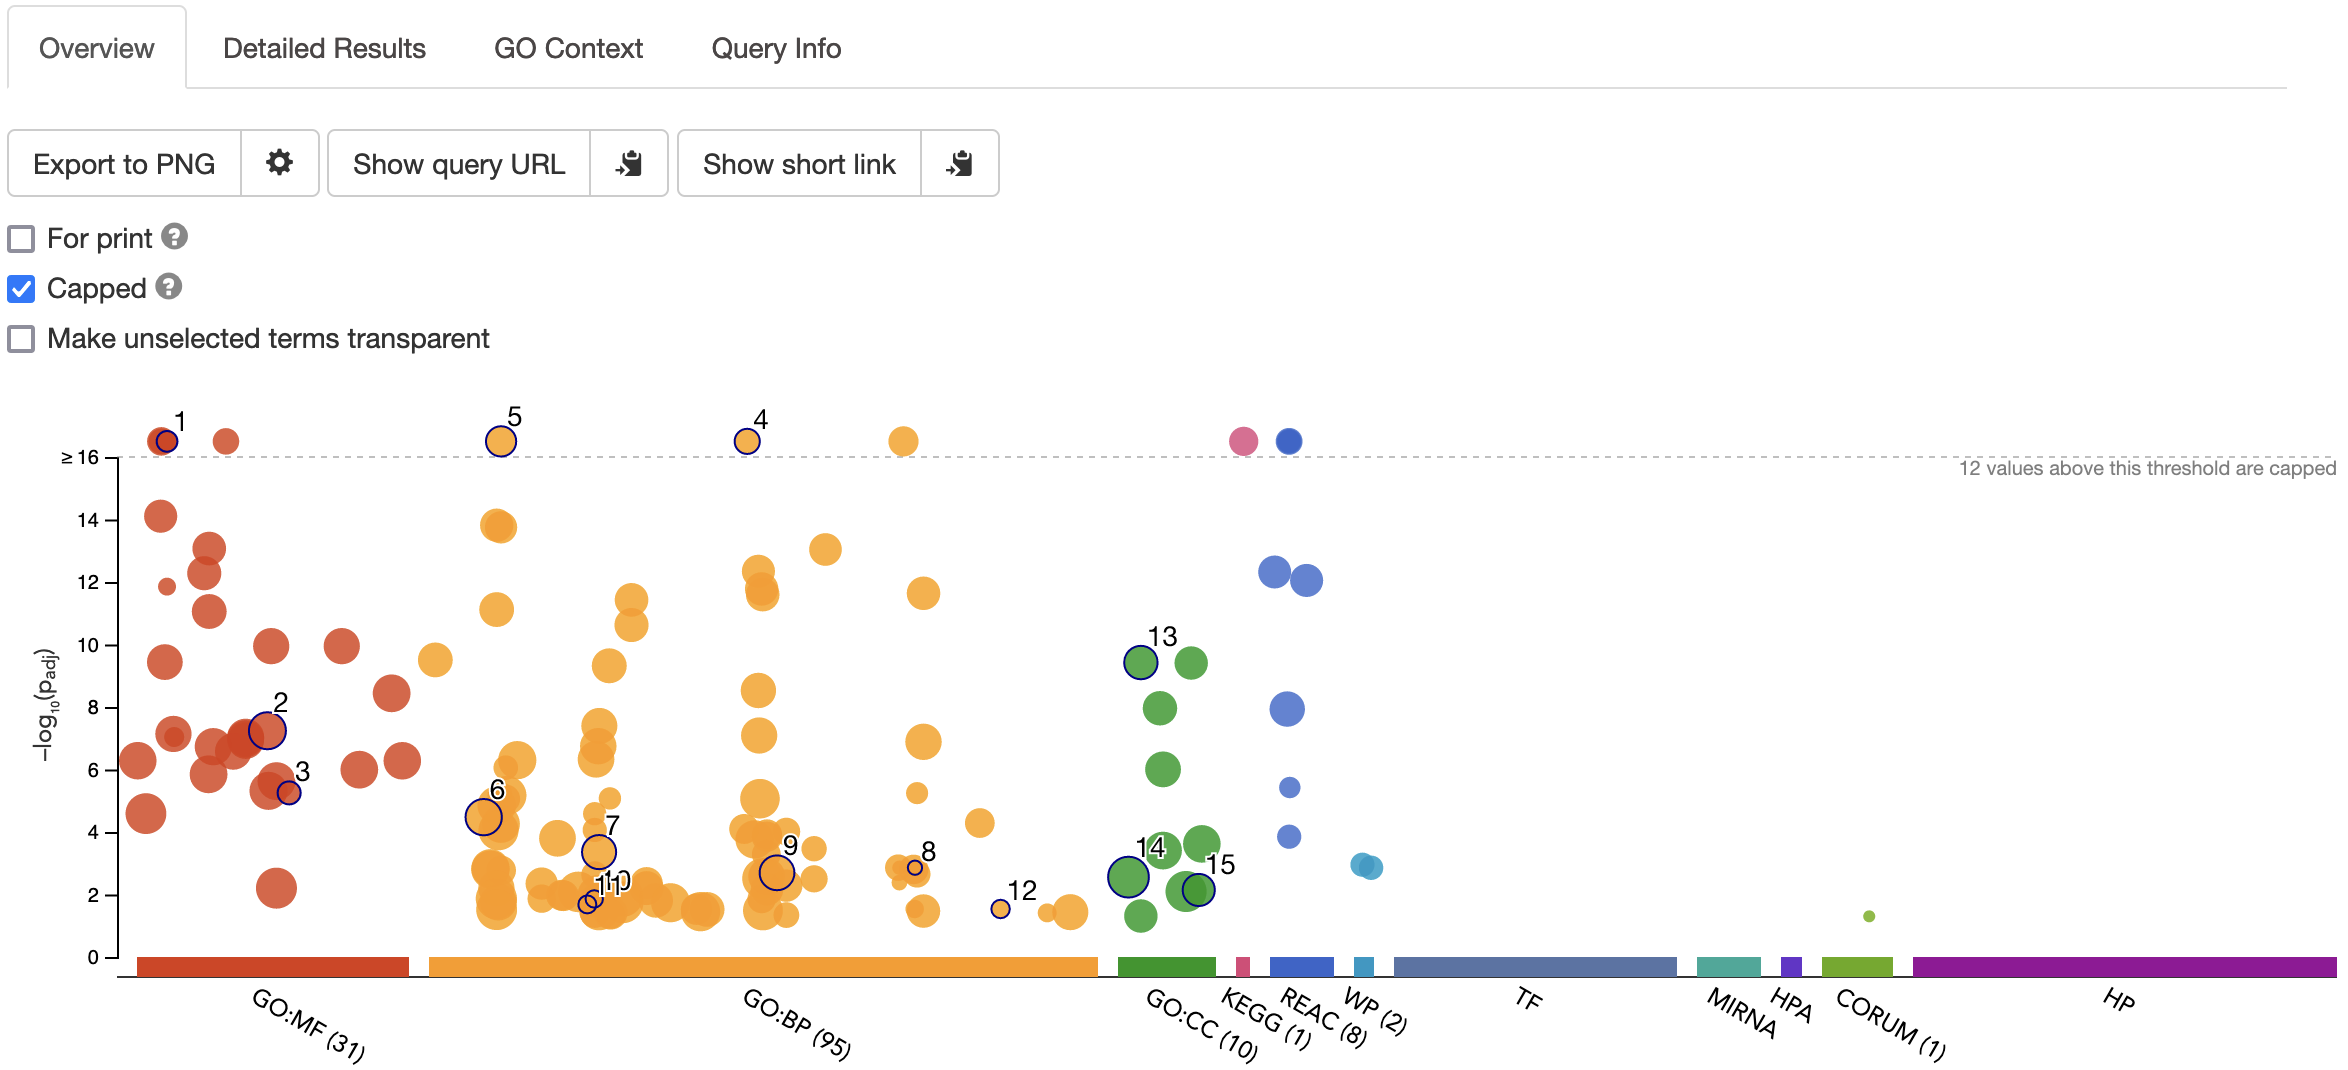 Overview Detailed Results GO Context Query Info
Export to PNG Show query URL Show short link
For print ?
Capped ?
Make unselected terms transparent
1 5 4
≥ 16
12 values above this threshold are capped
14
12
10
8
6
4
2
0
–log10(padj)
13
2
3
6
7
9
8
14
15
10
11
12
GO:MF (31)
GO:BP (95)
GO:CC (10)
KEGG (1)
REAC (8)
WP (2)
TF
MIRNA
HPA
CORUM (1)
HP